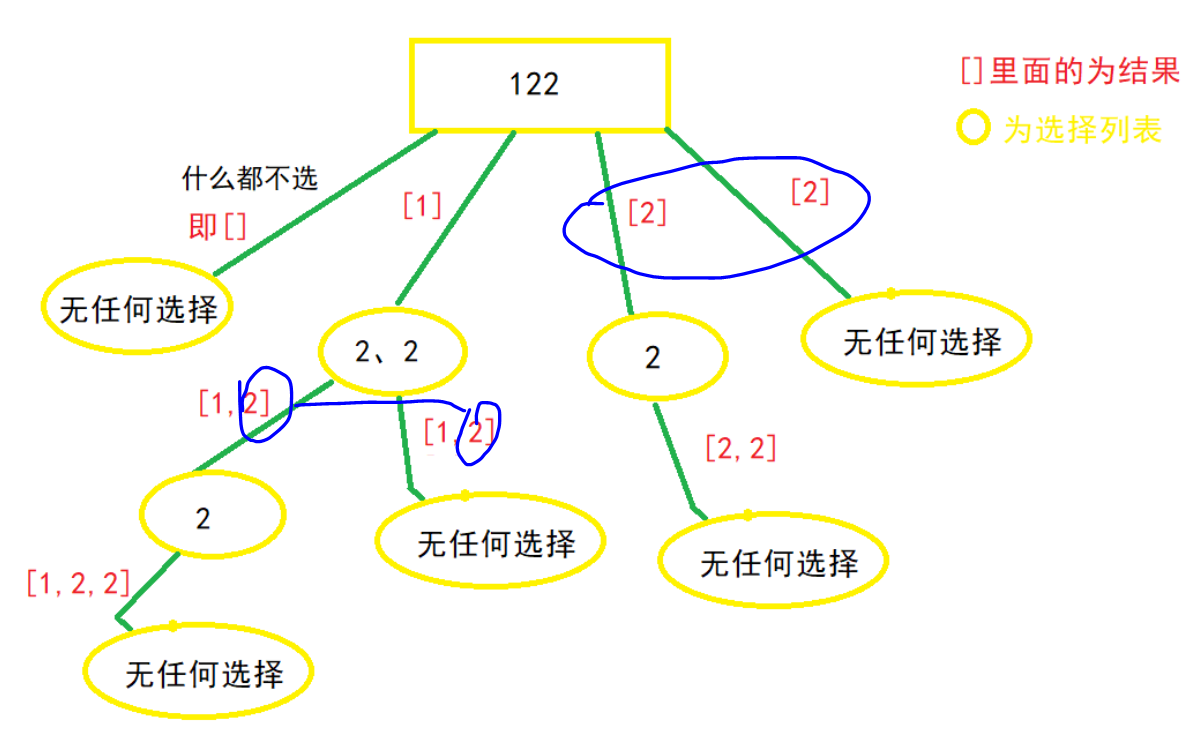 122
[]里面的为结果
为选择列表
什么都不选
即[]
[1]
[2]
[2]
无任何选择
2、2
2
无任何选择
[1,2]
[1,2]
[2,2]
2
无任何选择
无任何选择
[1,2,2]
无任何选择